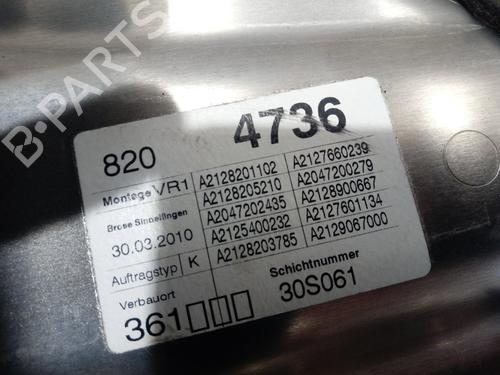 820 4736
Montage VR1 A2128201102 A2127660239
A2128205210 A2047200279
Brose Sindelfingen A2047202435 A2128900667
30.03.2010 A2125400232 A2127601134
Auftragstyp K A2128203785 A2129067000
Verbauort Schichtnummer
361 30S061
B-PARTS